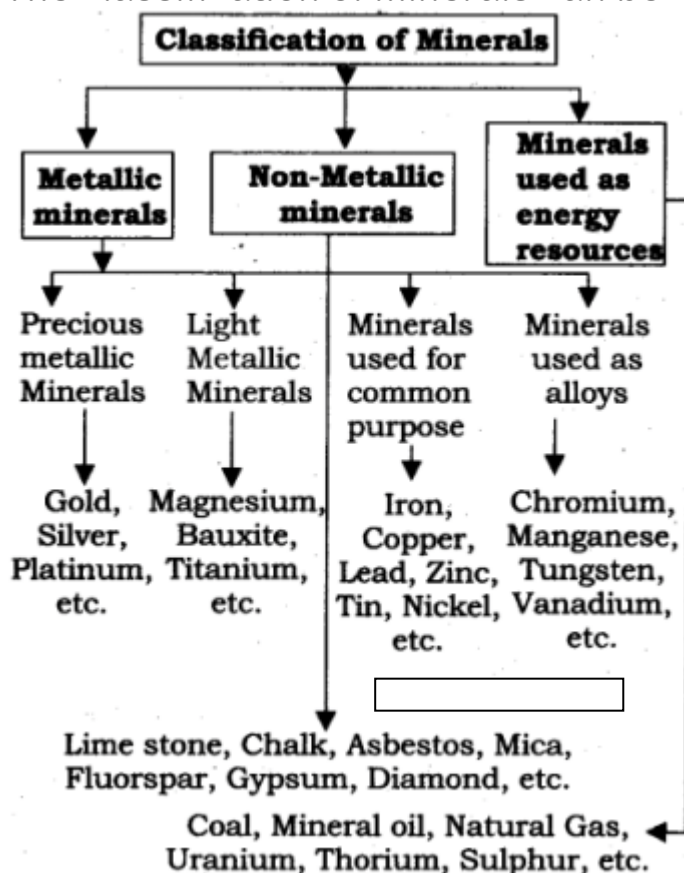 Classification of Minerals
Metallic
minerals
Non-Metallic
minerals
Minerals
used as
energy
resources
Precious
metallic
Minerals
Light
Metallic
Minerals
Minerals
used for
common
purpose
Minerals
used as
alloys
Gold,
Silver,
Platinum,
etc.
Magnesium,
Bauxite,
Titanium,
etc.
Iron,
Copper,
Lead, Zinc,
Tin, Nickel,
etc.
Chromium,
Manganese,
Tungsten,
Vanadium,
etc.
Lime stone, Chalk, Asbestos, Mica,
Fluorspar, Gypsum, Diamond, etc.
Coal, Mineral oil, Natural Gas,
Uranium, Thorium, Sulphur, etc.